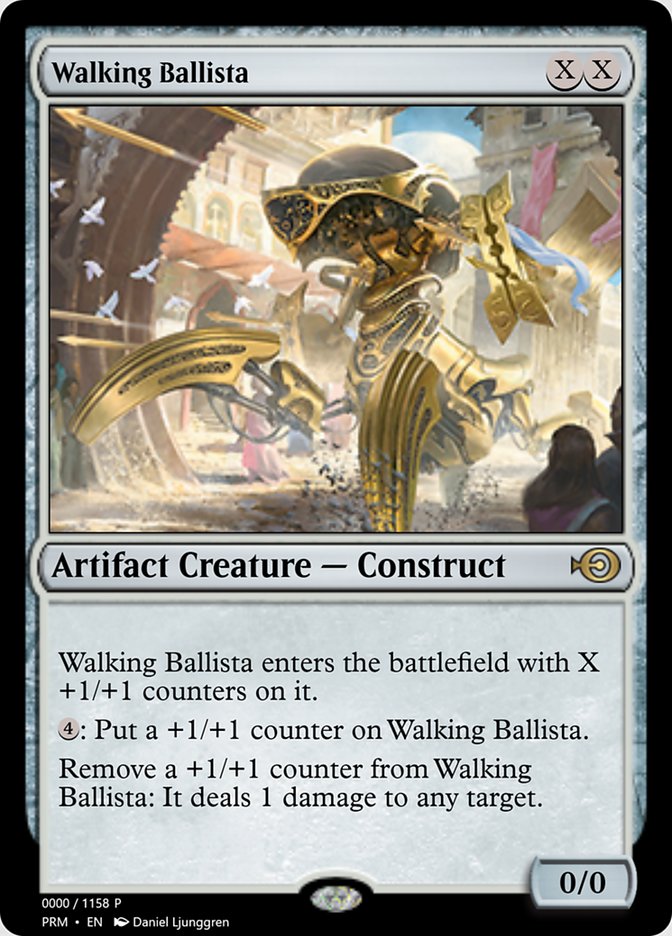 Walking Ballista XX
Artifact Creature — Construct
Walking Ballista enters the battlefield with X
+1/+1 counters on it.
4: Put a +1/+1 counter on Walking Ballista.
Remove a +1/+1 counter from Walking
Ballista: It deals 1 damage to any target.
0/0
0000 / 1158 P
PRM • EN Daniel Ljunggren